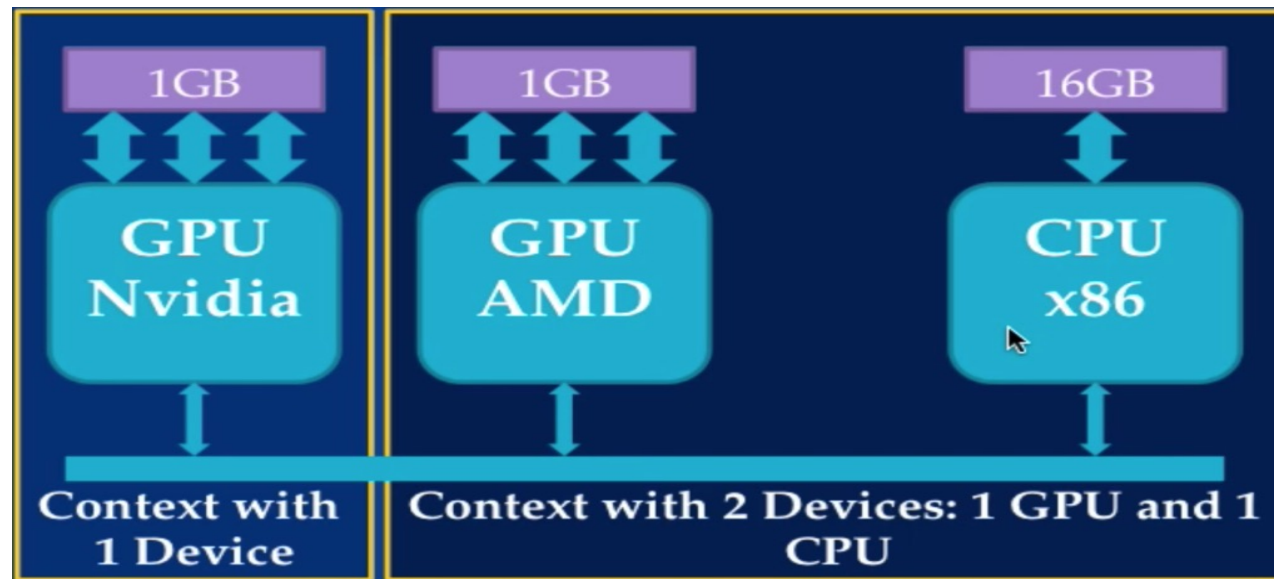 1GB
1GB
16GB
GPU
Nvidia
GPU
AMD
CPU
x86
Context with
1 Device
Context with 2 Devices: 1 GPU and 1
CPU